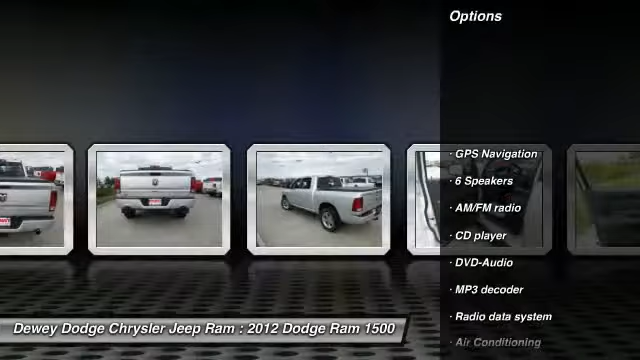 Options
· GPS Navigation
· 6 Speakers
· AM/FM radio
· CD player
· DVD-Audio
· MP3 decoder
· Radio data system
· Air Conditioning
Dewey Dodge Chrysler Jeep Ram : 2012 Dodge Ram 1500